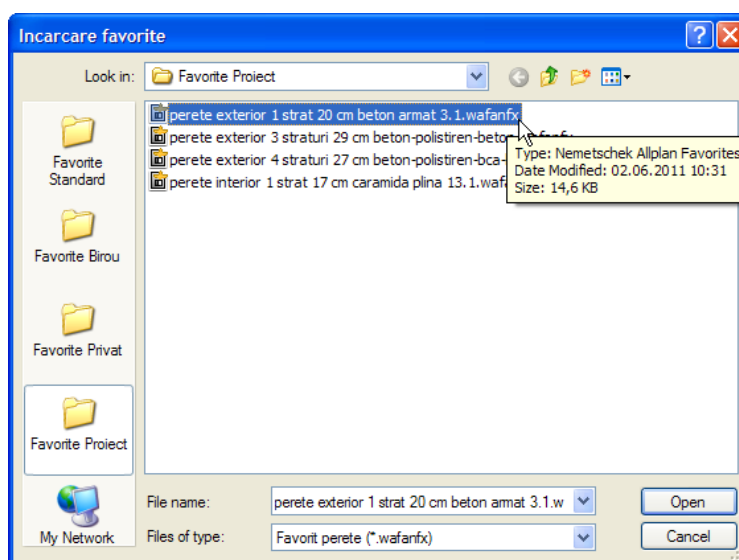 Incarcare favorite
Look in:
Favorite Proiect
perete exterior 1 strat 20 cm beton armat 3.1.wafanfx
perete exterior 3 straturi 29 cm beton-polistiren-beton
perete exterior 4 straturi 27 cm beton-polistiren-bca-
perete interior 1 strat 17 cm caramida plina 13.1.wafa
Type: Nemetschek Allplan Favorites
Date Modified: 02.06.2011 10:31
Size: 14,6 KB
Favorite
Standard
Favorite Birou
Favorite Privat
Favorite Proiect
My Network
File name:
perete exterior 1 strat 20 cm beton armat 3.1.w
Open
Files of type:
Favorit perete (*.wafanfx)
Cancel